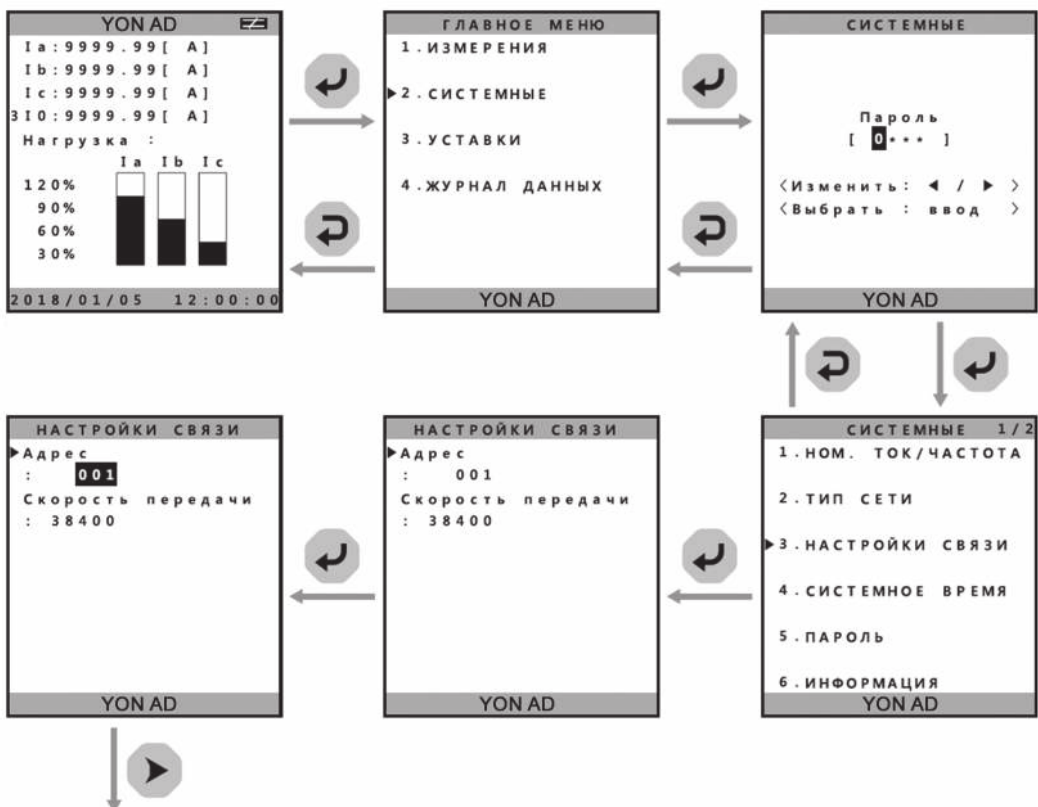 YON AD
Ia:9999.99[ A]
Ib:9999.99[ A]
Ic:9999.99[ A]
3I0:9999.99[ A]
Нагрузка :
Ia Ib Ic
120%
90%
60%
30%
2018/01/05 12:00:00
ГЛАВНОЕ МЕНЮ
1.ИЗМЕРЕНИЯ
▶2.СИСТЕМНЫЕ
3.УСТАВКИ
4.ЖУРНАЛ ДАННЫХ
YON AD
СИСТЕМНЫЕ
Пароль
[ 0*** ]
<Изменить: ◀ / ▶ >
<Выбрать : ввод >
YON AD
НАСТРОЙКИ СВЯЗИ
▶Адрес
: 001
Скорость передачи
: 38400
YON AD
НАСТРОЙКИ СВЯЗИ
▶Адрес
: 001
Скорость передачи
: 38400
YON AD
СИСТЕМНЫЕ 1/2
1.НОМ. ТОК/ЧАСТОТА
2.ТИП СЕТИ
▶3.НАСТРОЙКИ СВЯЗИ
4.СИСТЕМНОЕ ВРЕМЯ
5.ПАРОЛЬ
6.ИНФОРМАЦИЯ
YON AD